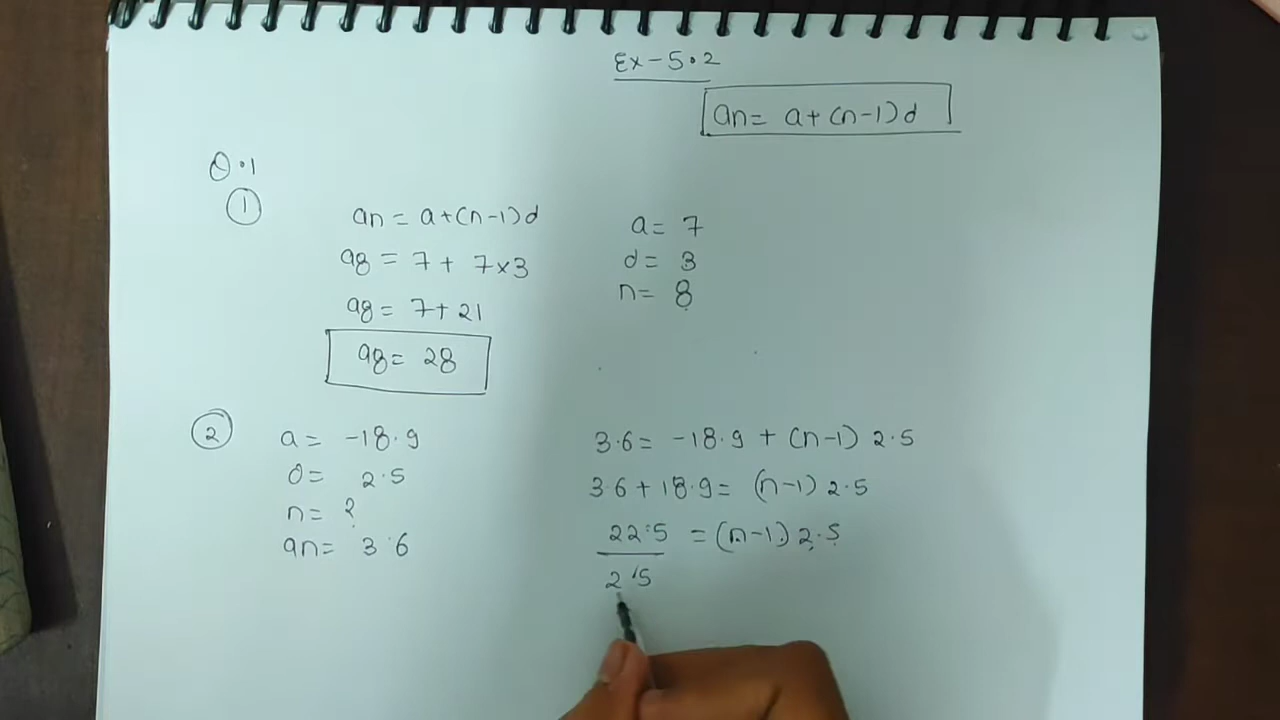 Ex-5.2
an= a+(n-1)d
Q.1
1
an = a+(n-1)d
a8 = 7+ 7x3
a8 = 7+21
a8= 28
a= 7
d= 3
n= 8
2
a= -18.9
d= 2.5
n= ?
an= 3.6
3.6= -18.9 + (n-1) 2.5
3.6+18.9= (n-1) 2.5
22.5 = (n-1) 2.5
2.5